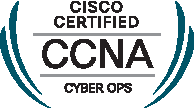 CISCO
CERTIFIED
CCNA
CYBER OPS